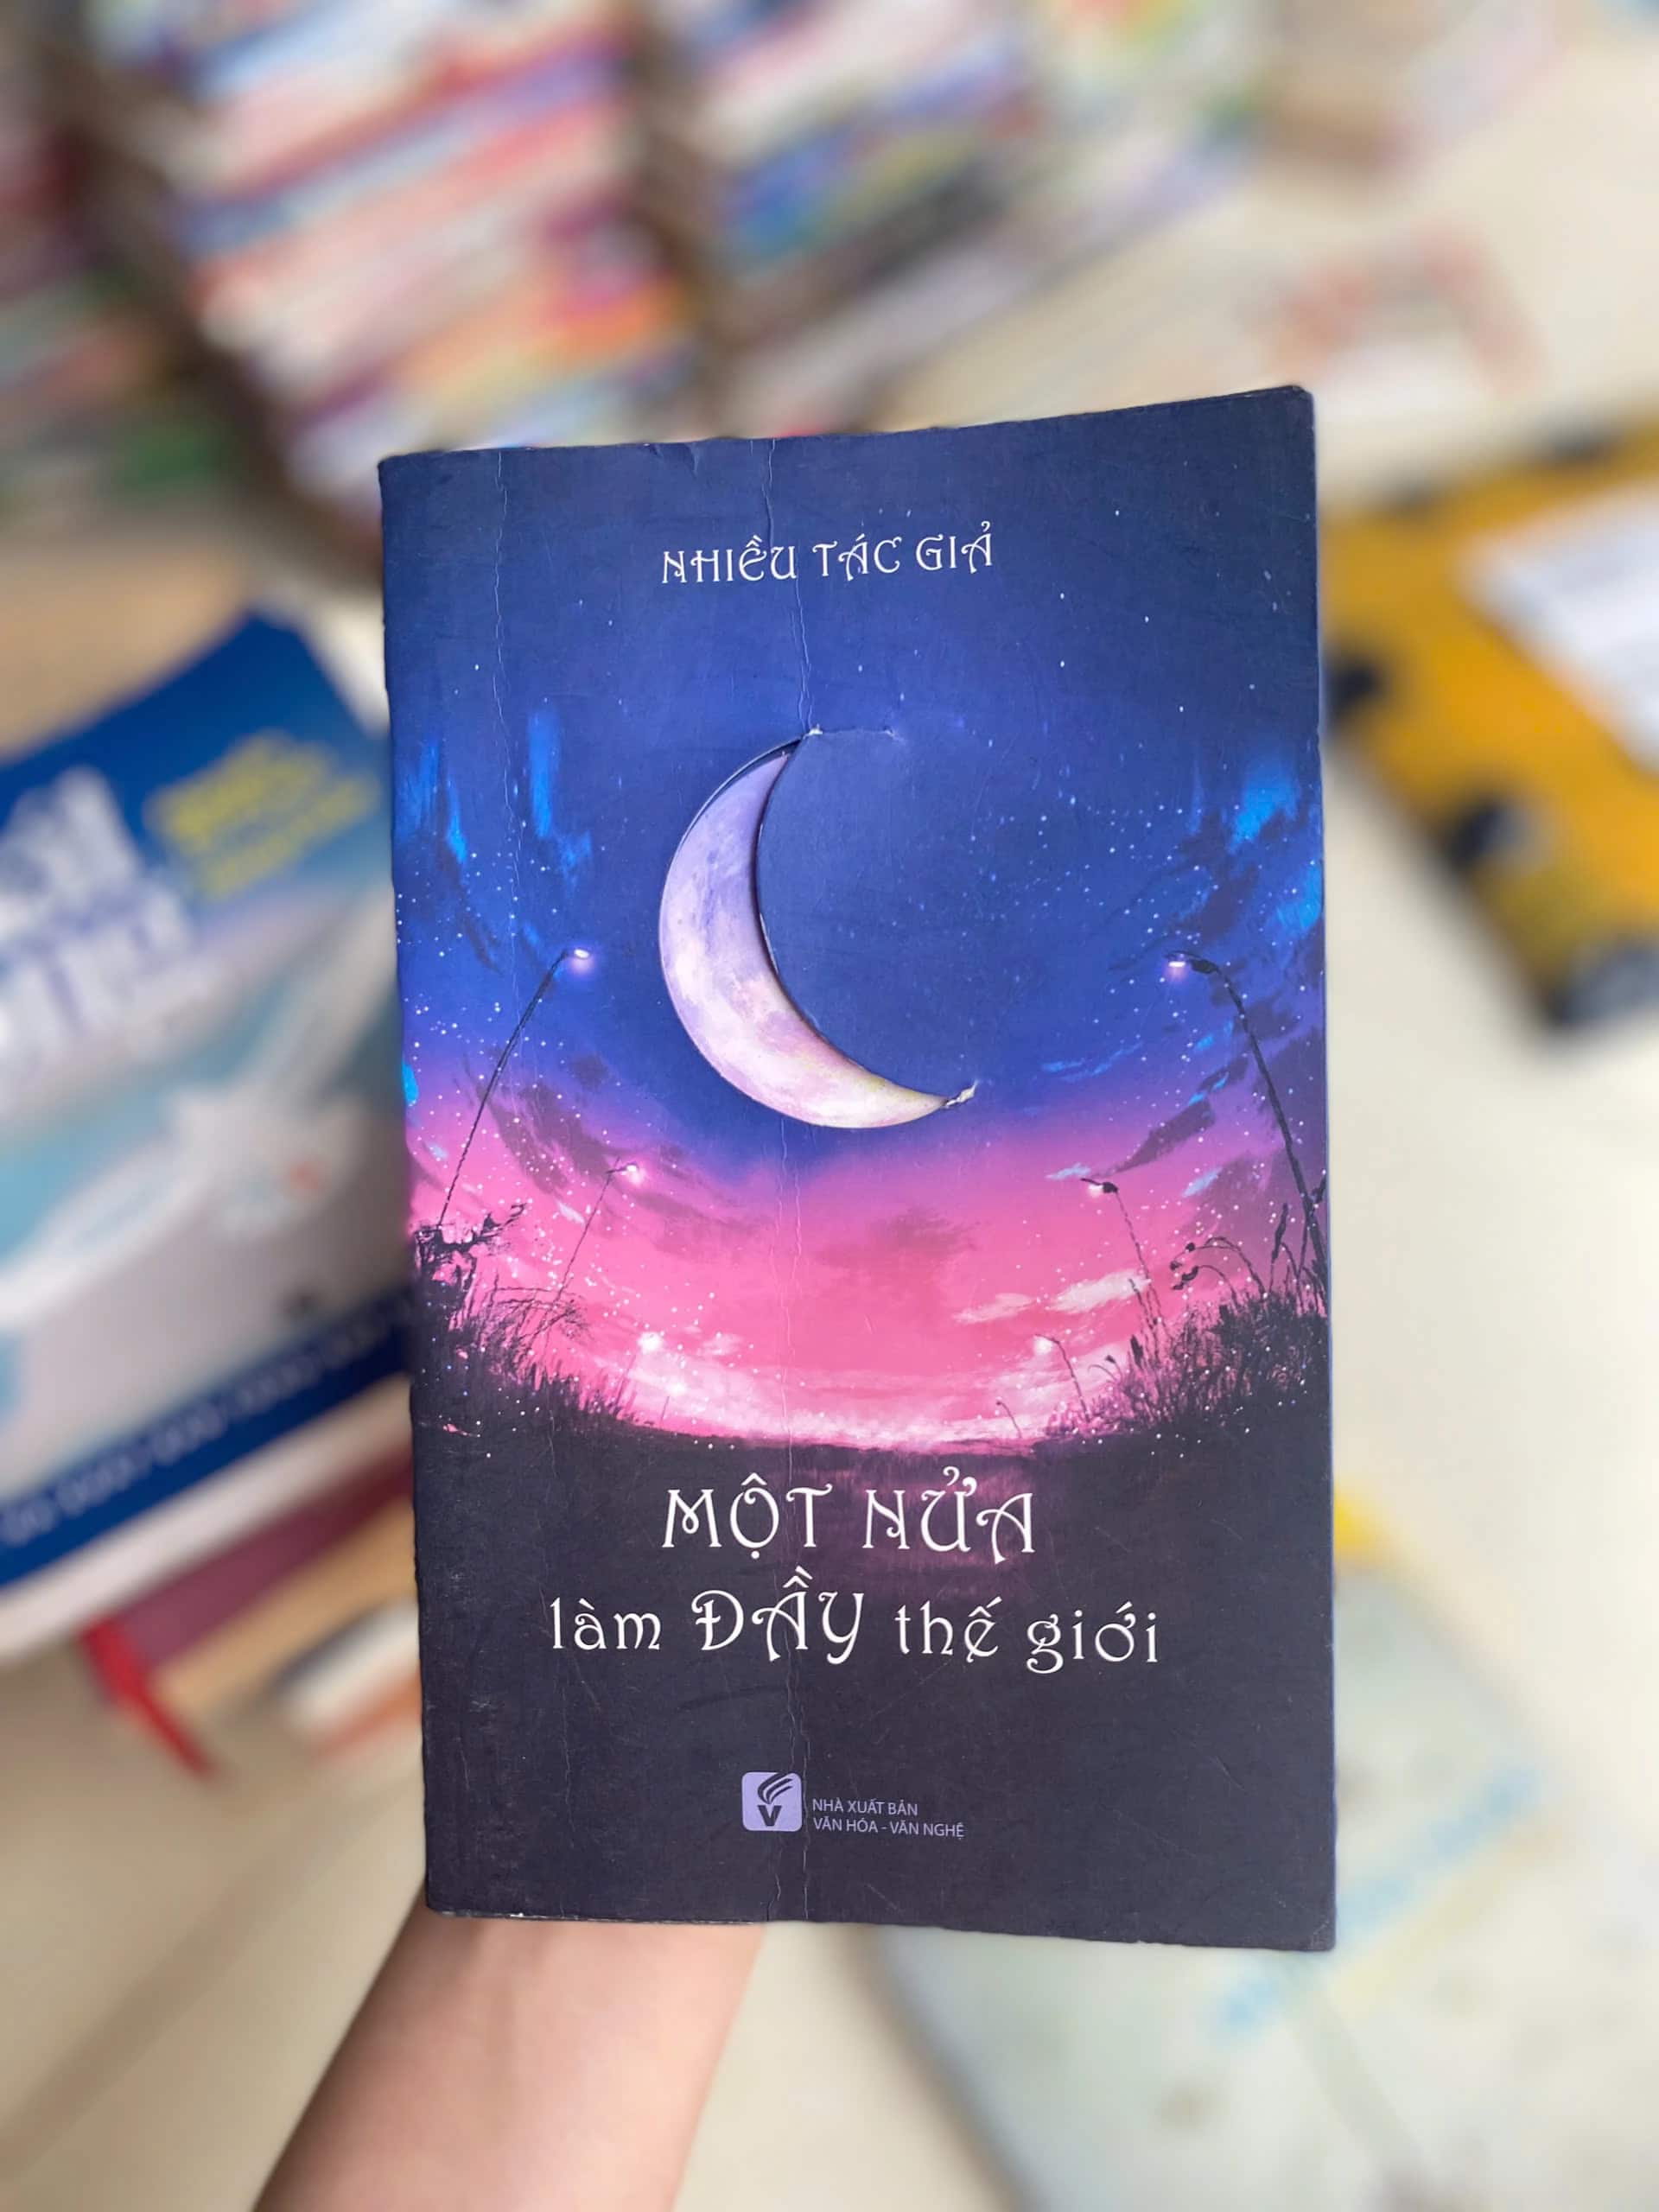 NHIỀU TÁC GIẢ
MỘT NỬA
làm ĐẦY thế giới
NHÀ XUẤT BẢN
VĂN HÓA - VĂN NGHỆ